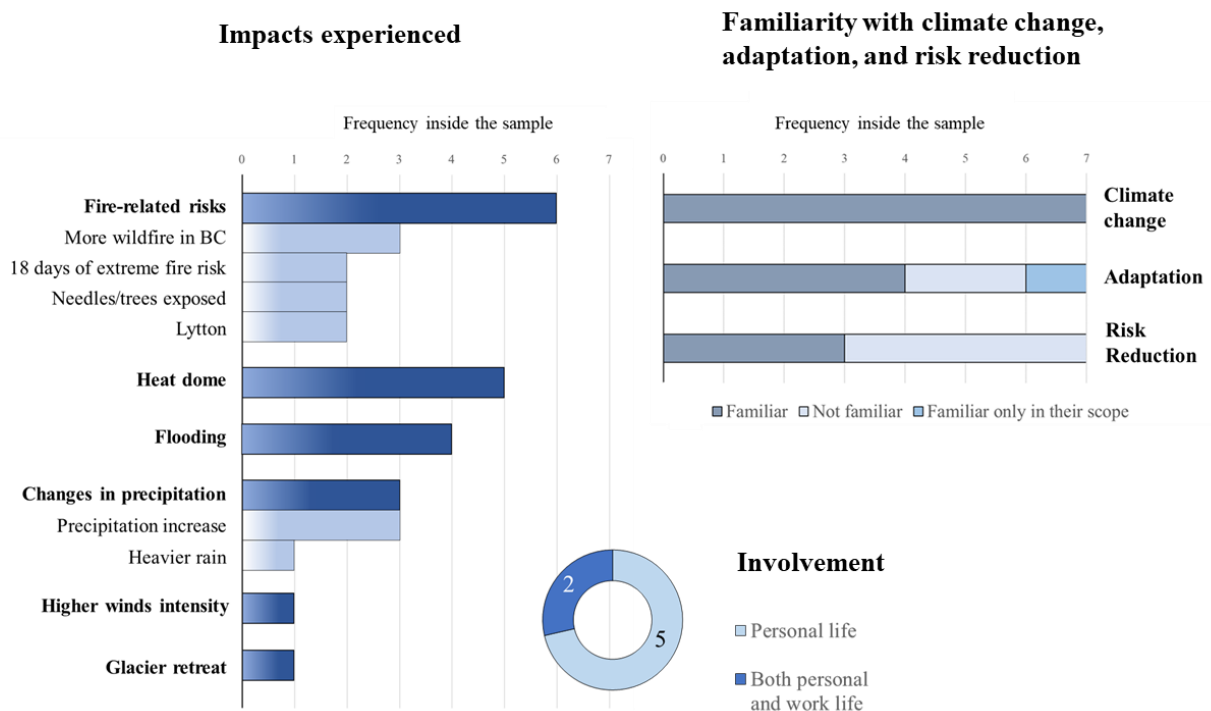 Impacts experienced
Frequency inside the sample
0 1 2 3 4 5 6 7
Fire-related risks
More wildfire in BC
18 days of extreme fire risk
Needles/trees exposed
Lytton
Heat dome
Flooding
Changes in precipitation
Precipitation increase
Heavier rain
Higher winds intensity
Glacier retreat
Familiarity with climate change,
adaptation, and risk reduction
Frequency inside the sample
0 1 2 3 4 5 6 7
Climate
change
Adaptation
Risk
Reduction
Familiar Not familiar Familiar only in their scope
2
5
Involvement
Personal life
Both personal
and work life